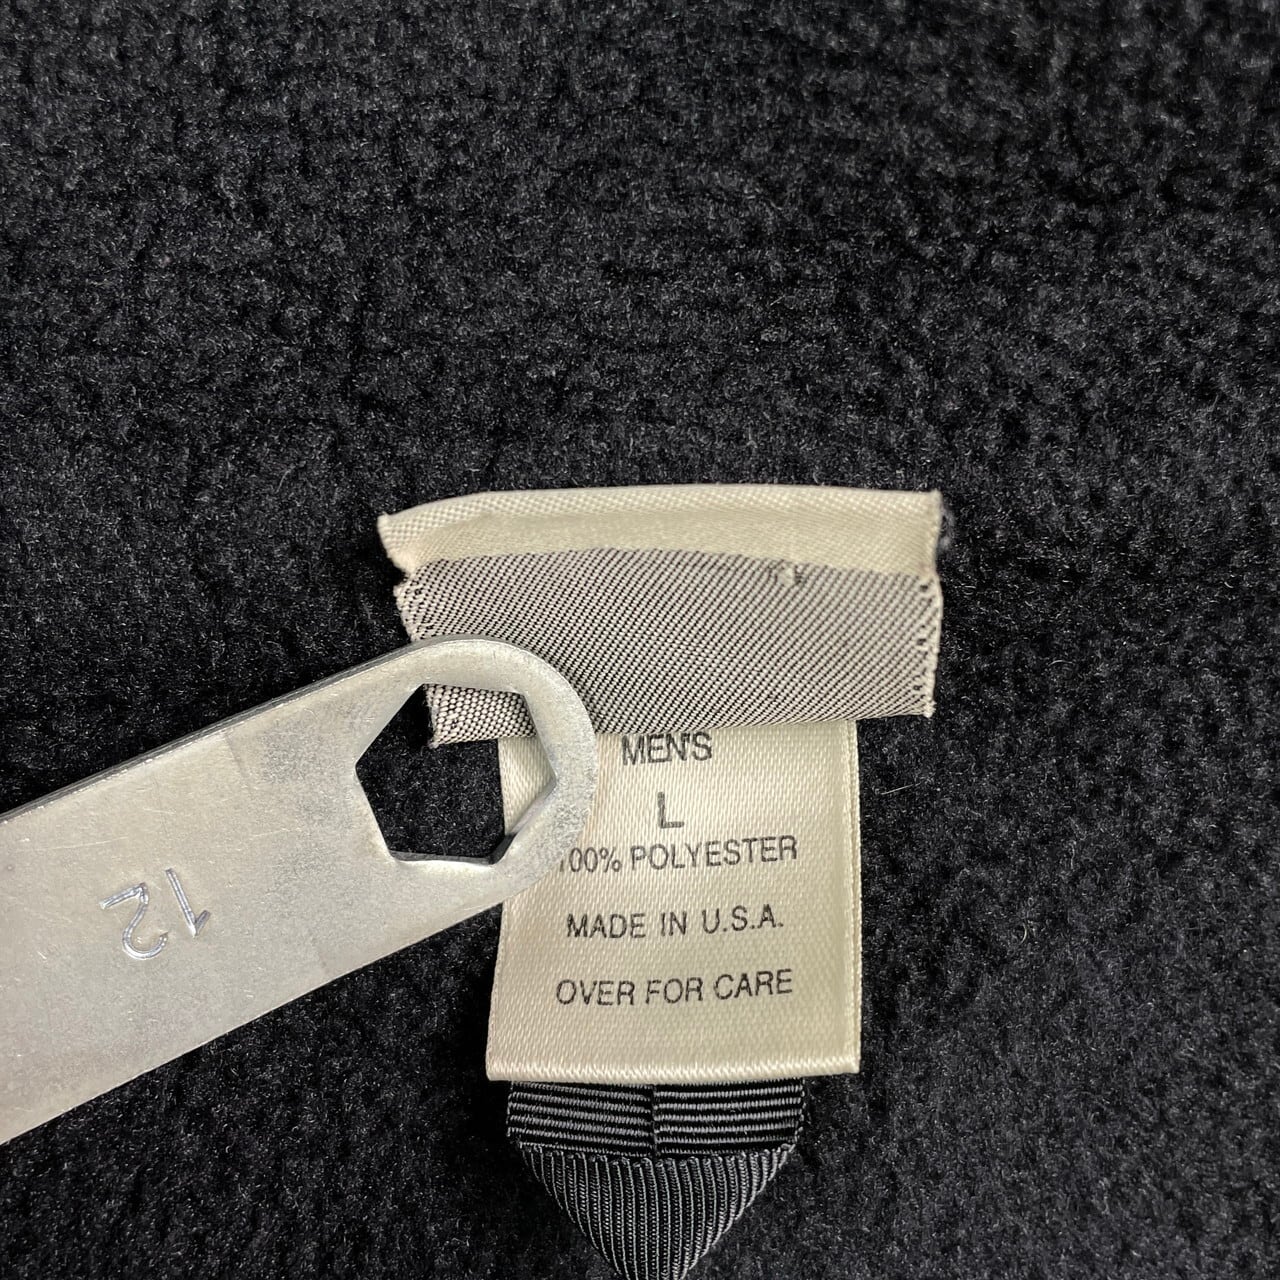 MEN'S
L
100% POLYESTER
MADE IN U.S.A.
OVER FOR CARE
12